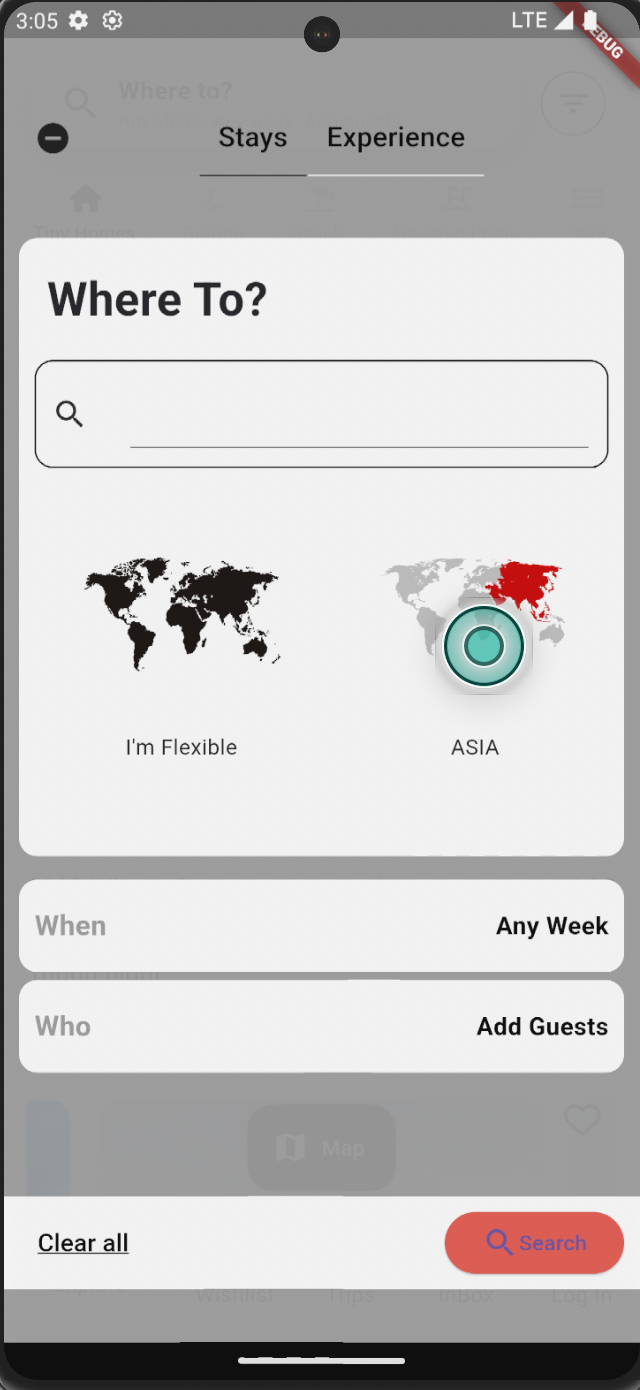 3:05 LTE
DEBUG
Where to?
Stays Experience
Tiny Homes
Where To?
I'm Flexible ASIA
When Any Week
Who Add Guests
Map
Clear all Search
Wishlist Trips InBox Log In